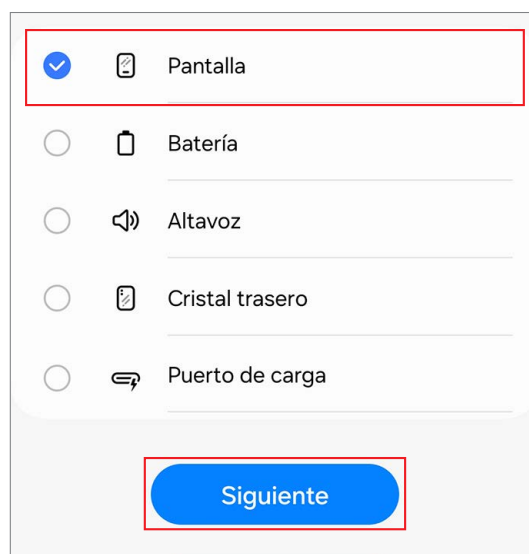 Pantalla
Batería
Altavoz
Cristal trasero
Puerto de carga
Siguiente